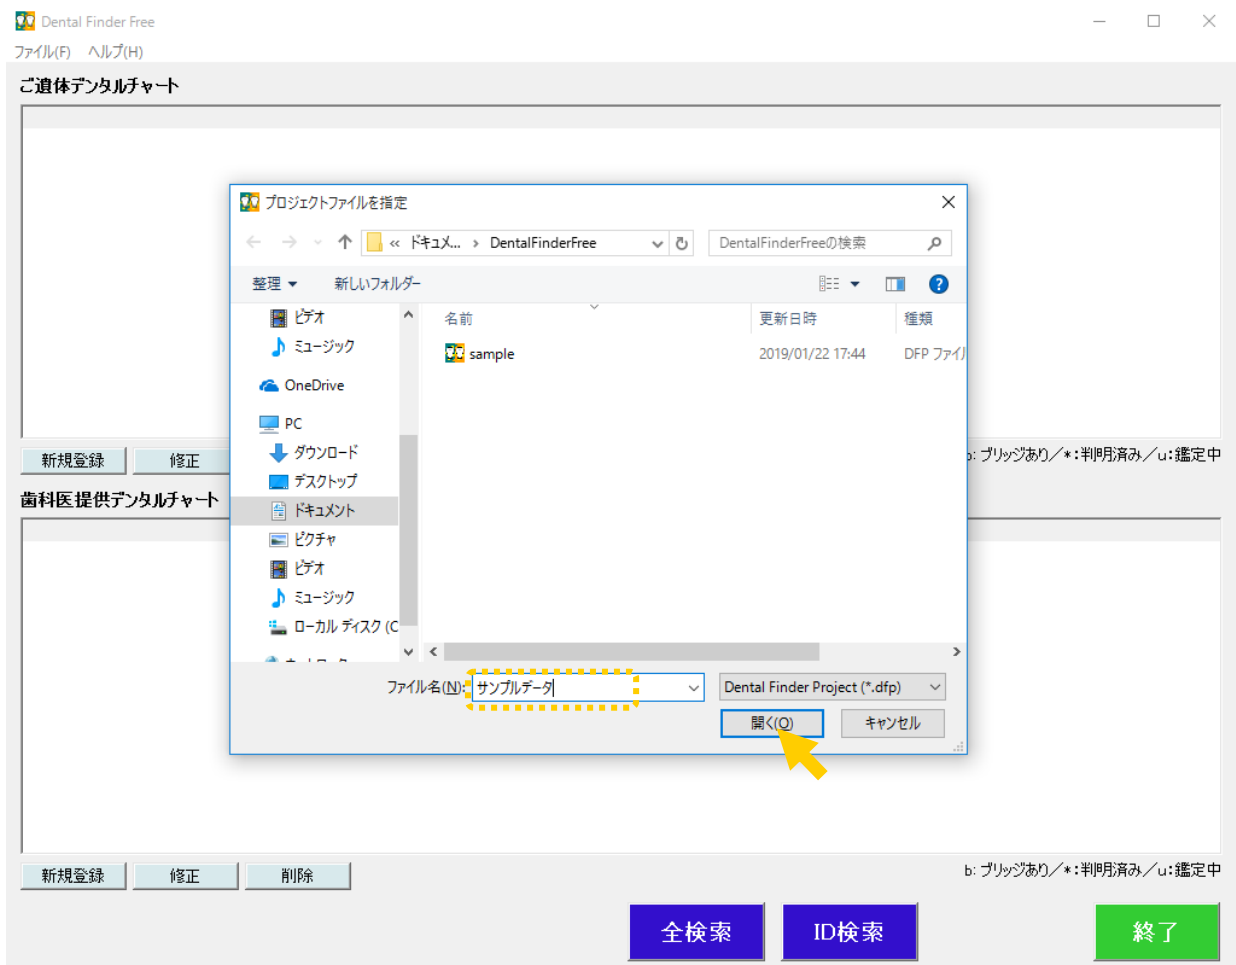 Dental Finder Free
ファイル(F) ヘルプ(H)
ご遺体デンタルチャート
プロジェクトファイルを指定
« ドキュメ... › DentalFinderFree
DentalFinderFreeの検索
整理 新しいフォルダー
名前 更新日時 種類
sample 2019/01/22 17:44 DFP ファイル
ビデオ
ミュージック
OneDrive
PC
ダウンロード
デスクトップ
ドキュメント
ピクチャ
ビデオ
ミュージック
ローカル ディスク (C
ファイル名(N): サンプルデータ
Dental Finder Project (*.dfp)
開く(O) キャンセル
新規登録 修正
: ブリッジあり／*:判明済み／u:鑑定中
歯科医提供デンタルチャート
新規登録 修正 削除
b: ブリッジあり／*:判明済み／u:鑑定中
全検索 ID検索 終了